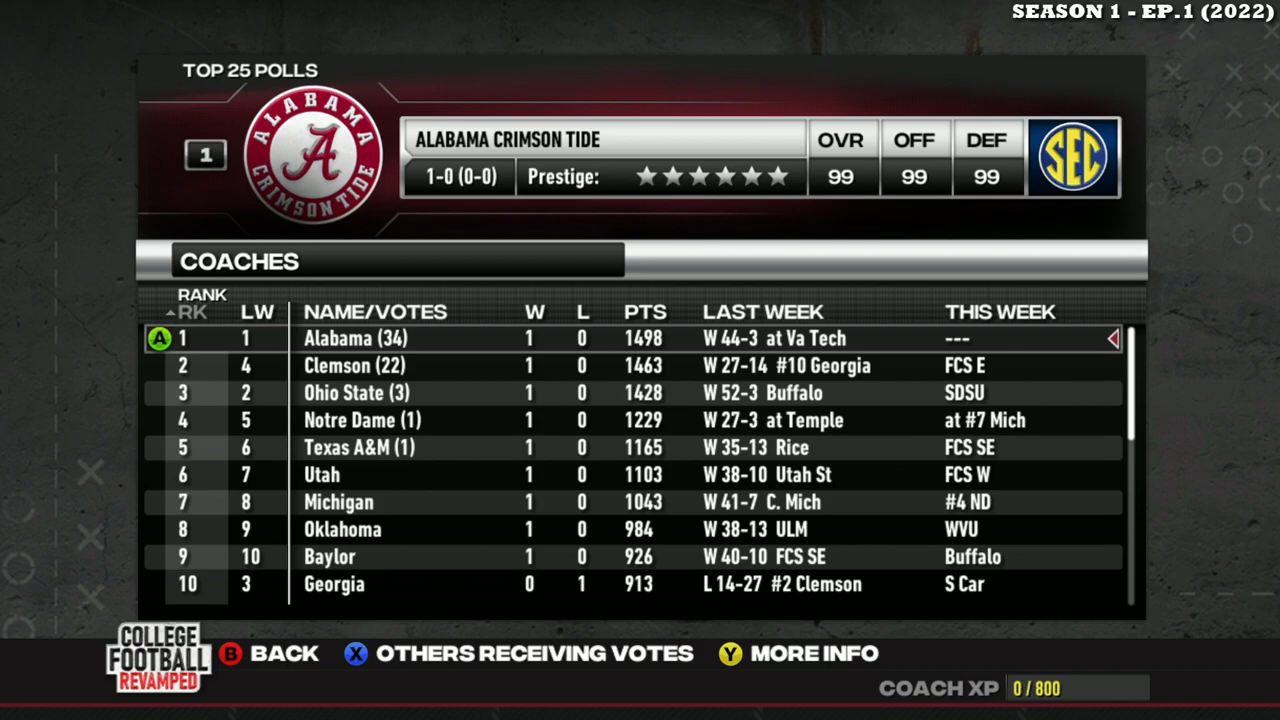 SEASON 1 - EP.1 (2022)
TOP 25 POLLS
1
ALABAMA
A
CRIMSON TIDE
ALABAMA CRIMSON TIDE OVR OFF DEF
SEC
1-0 (0-0) Prestige: 99 99 99
COACHES
RANK
RK LW NAME/VOTES W L PTS LAST WEEK THIS WEEK
A 1 1 Alabama (34) 1 0 1498 W 44-3 at Va Tech ---
2 4 Clemson (22) 1 0 1463 W 27-14 #10 Georgia FCS E
3 2 Ohio State (3) 1 0 1428 W 52-3 Buffalo SDSU
4 5 Notre Dame (1) 1 0 1229 W 27-3 at Temple at #7 Mich
5 6 Texas A&M (1) 1 0 1165 W 35-13 Rice FCS SE
6 7 Utah 1 0 1103 W 38-10 Utah St FCS W
7 8 Michigan 1 0 1043 W 41-7 C. Mich #4 ND
8 9 Oklahoma 1 0 984 W 38-13 ULM WVU
9 10 Baylor 1 0 926 W 40-10 FCS SE Buffalo
10 3 Georgia 0 1 913 L 14-27 #2 Clemson S Car
COLLEGE
FOOTBALL
REVAMPED
B BACK X OTHERS RECEIVING VOTES Y MORE INFO
COACH XP 0 / 800